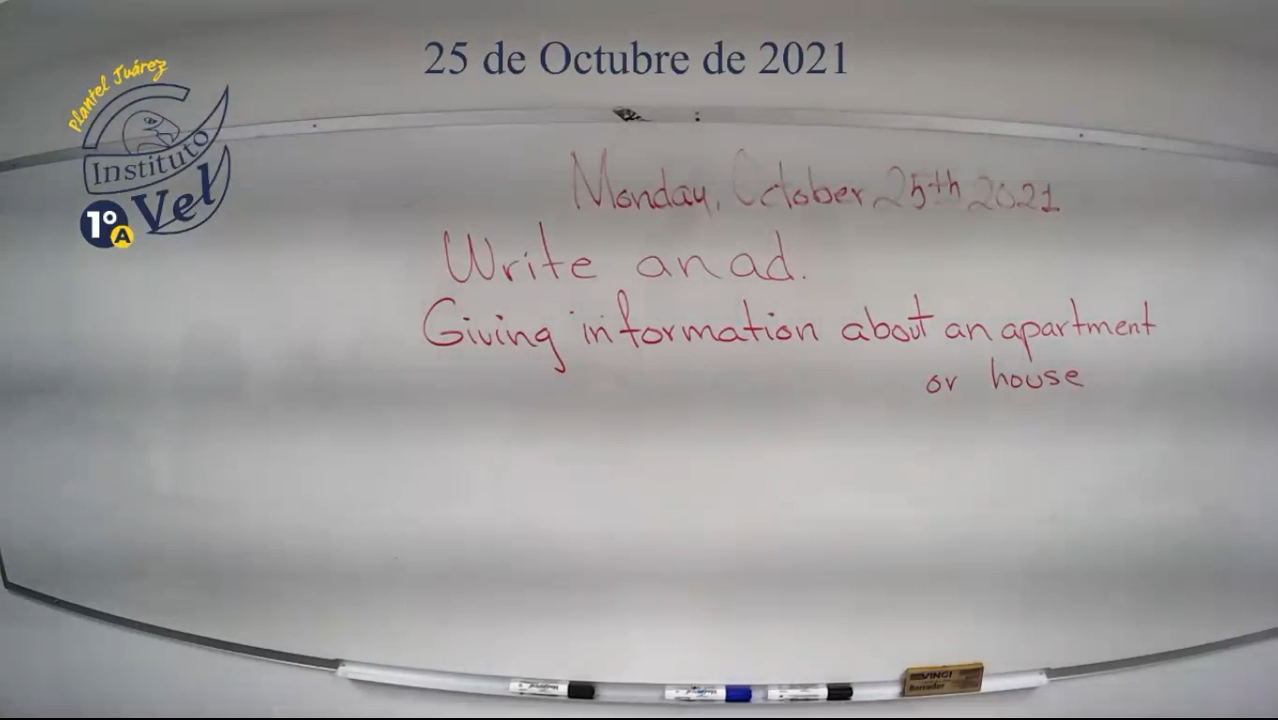 25 de Octubre de 2021
Plantel Juárez
Instituto
Vel
1º
A
Monday, October 25th 2021
Write an ad.
Giving information about an apartment
or house
VINCI
Borrador